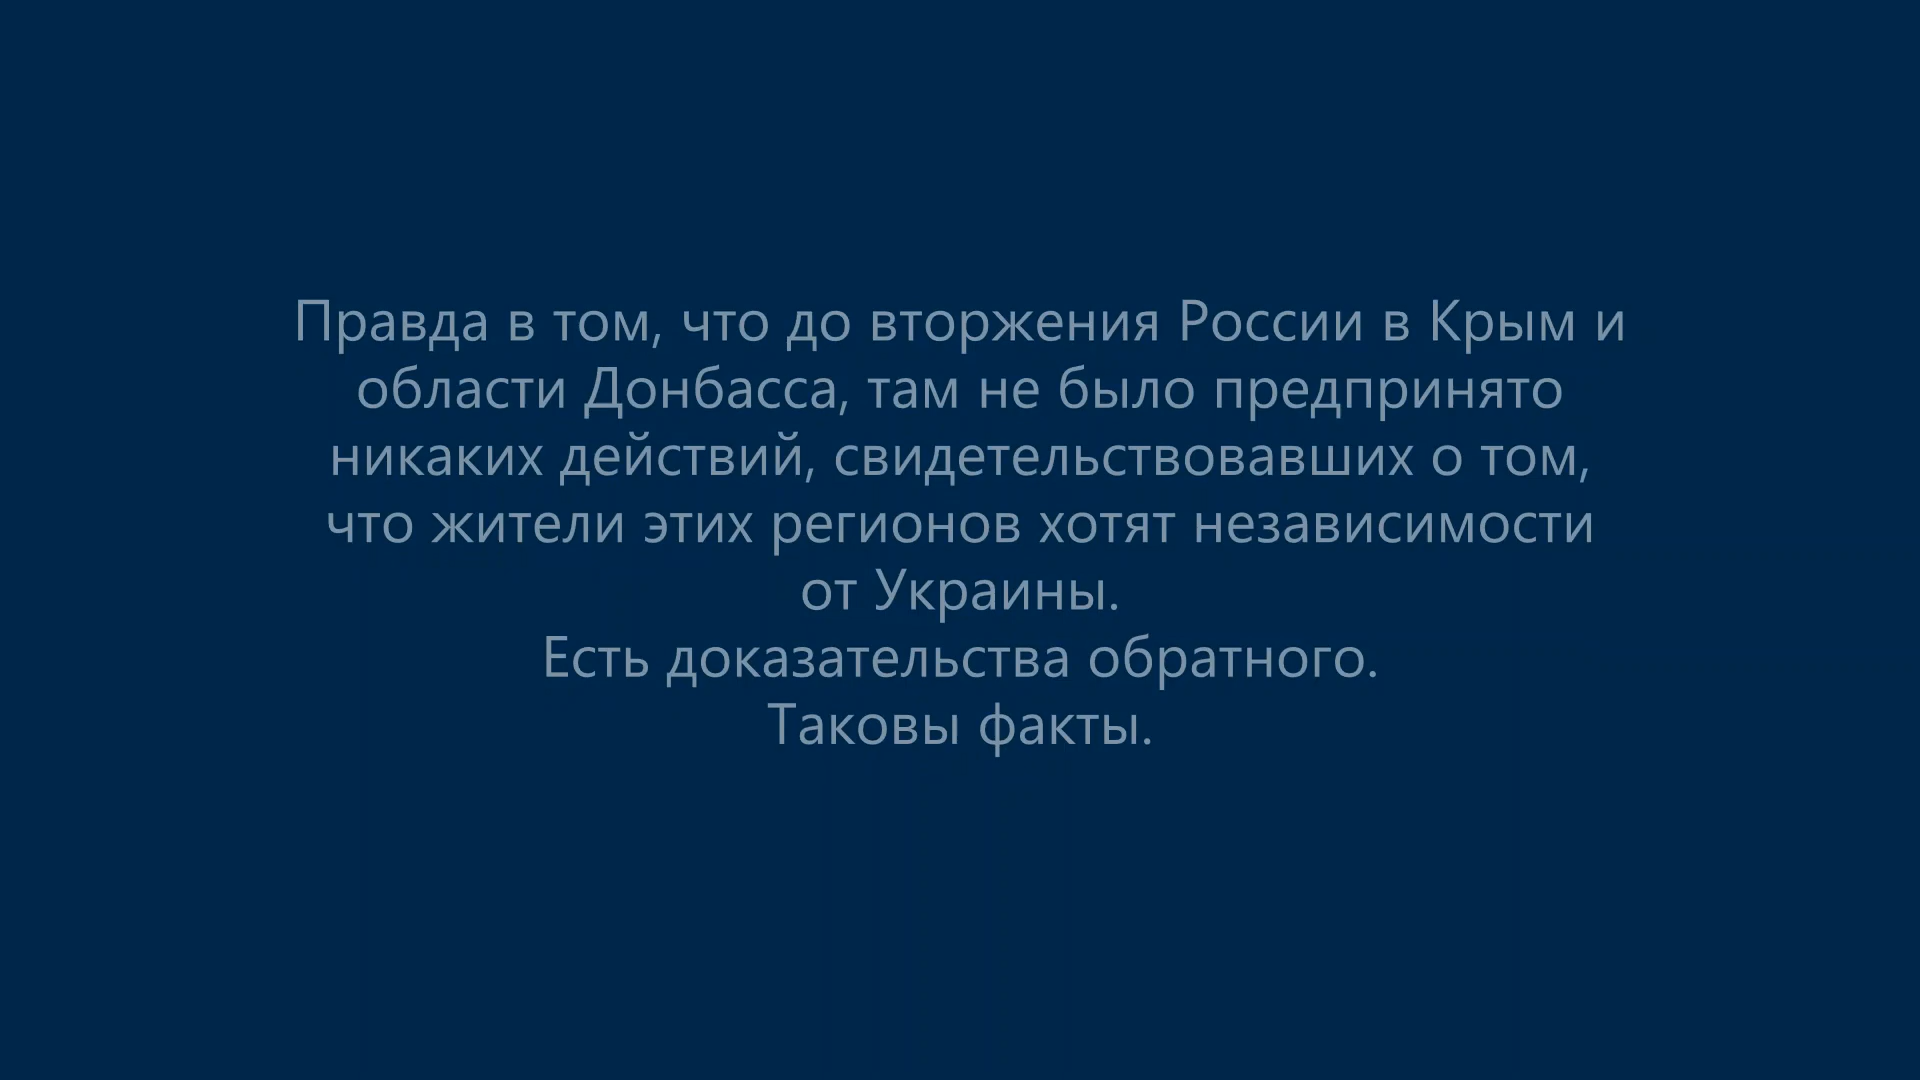 Правда в том, что до вторжения России в Крым и
области Донбасса, там не было предпринято
никаких действий, свидетельствовавших о том,
что жители этих регионов хотят независимости
от Украины.
Есть доказательства обратного.
Таковы факты.